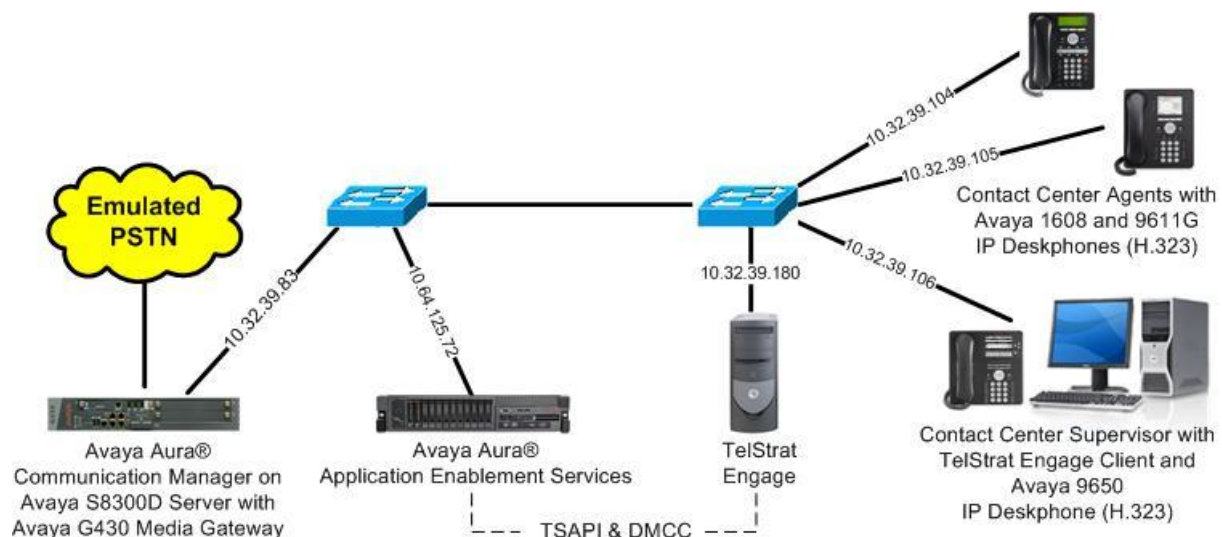 Emulated
PSTN
10.32.39.83
10.64.125.72
10.32.39.180
10.32.39.104
10.32.39.105
10.32.39.106
Contact Center Agents with
Avaya 1608 and 9611G
IP Deskphones (H.323)
Avaya Aura®
Communication Manager on
Avaya S8300D Server with
Avaya G430 Media Gateway
Avaya Aura®
Application Enablement Services
TelStrat
Engage
TSAPI & DMCC
Contact Center Supervisor with
TelStrat Engage Client and
Avaya 9650
IP Deskphone (H.323)